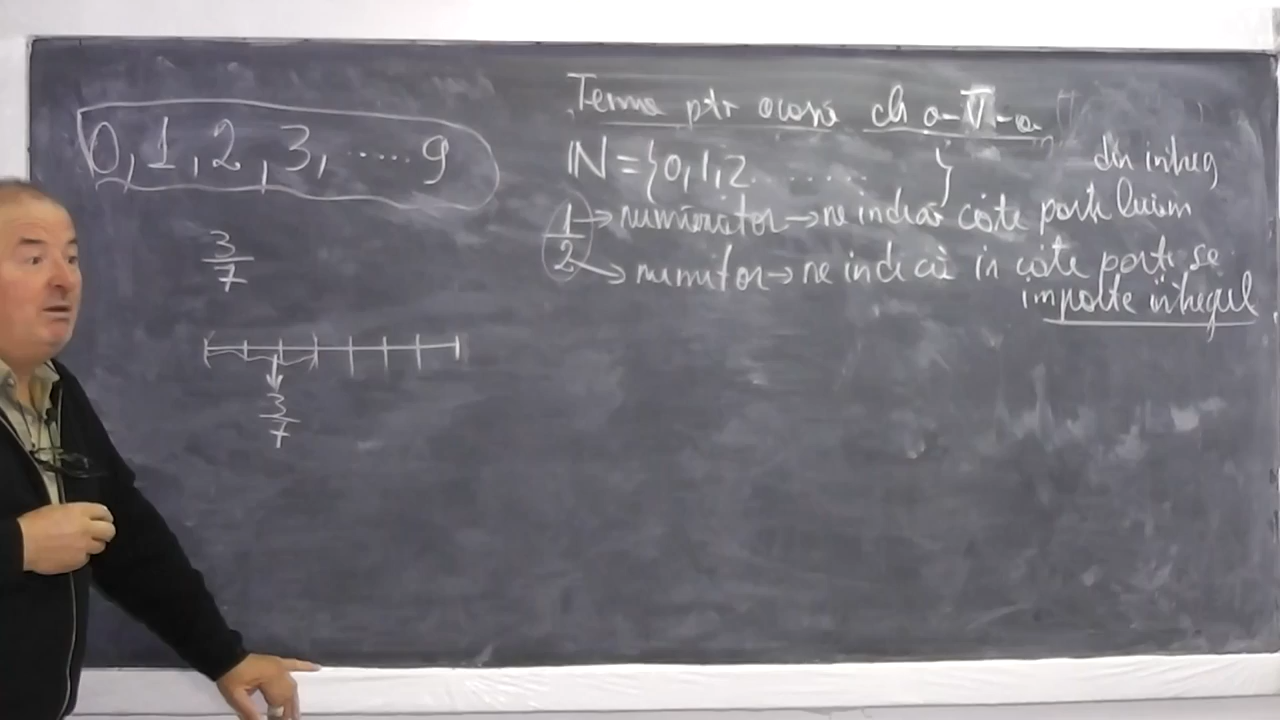 0, 1, 2, 3, ..... 9
3/7
3/7
Tema ptr acasă cls a-V-a
N = {0, 1, 2 ........ }
din întreg
1/2
→ numărător → ne indică câte părți luăm
→ numitor → ne indică în câte părți se
împarte întregul